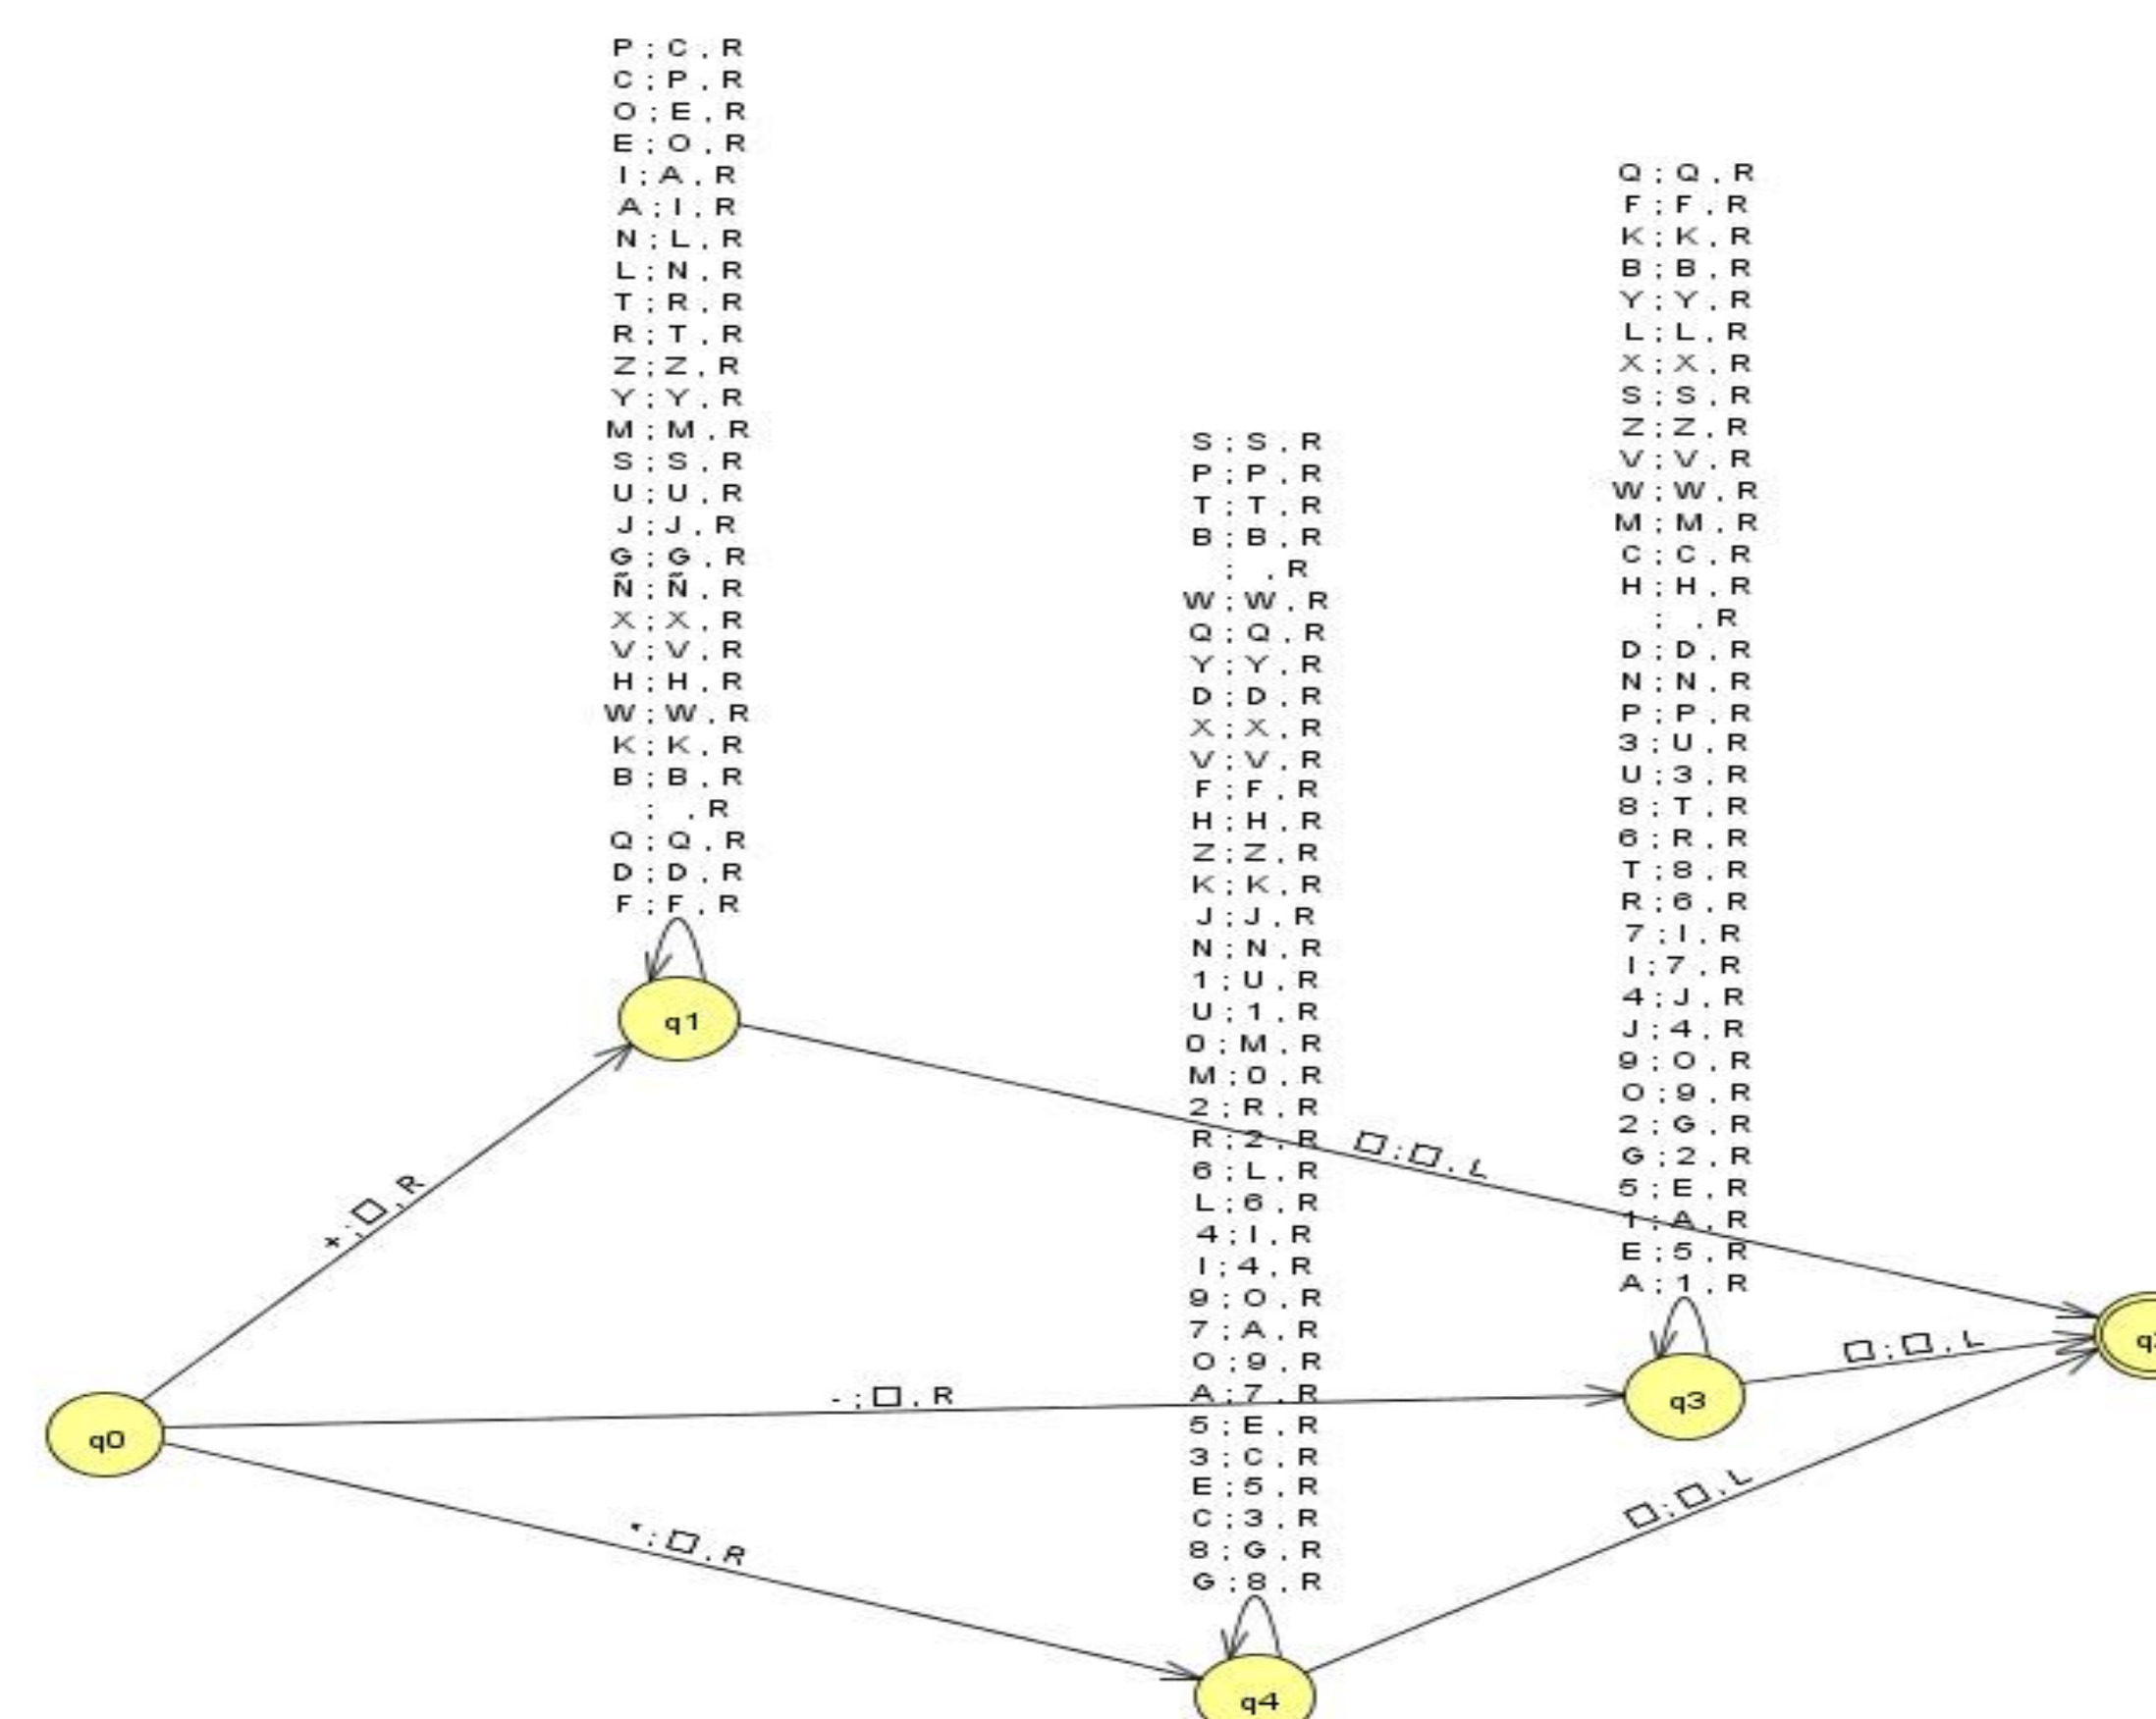 P ; C , R
C ; P , R
O ; E , R
E ; O , R
I ; A , R
A ; I , R
N ; L , R
L ; N , R
T ; R , R
R ; T , R
Z ; Z , R
Y ; Y , R
M ; M , R
S ; S , R
U ; U , R
J ; J , R
G ; G , R
Ñ ; Ñ , R
X ; X , R
V ; V , R
H ; H , R
W ; W , R
K ; K , R
B ; B , R
; , R
Q ; Q , R
D ; D , R
F ; F , R
q1
S ; S , R
P ; P , R
T ; T , R
B ; B , R
; , R
W ; W , R
Q ; Q , R
Y ; Y , R
D ; D , R
X ; X , R
V ; V , R
F ; F , R
H ; H , R
Z ; Z , R
K ; K , R
J ; J , R
N ; N , R
1 ; U , R
U ; 1 , R
0 ; M , R
M ; 0 , R
2 ; R , R
R ; 2 , R
6 ; L , R
L ; 6 , R
4 ; I , R
I ; 4 , R
9 ; O , R
7 ; A , R
O ; 9 , R
A ; 7 , R
5 ; E , R
3 ; C , R
E ; 5 , R
C ; 3 , R
8 ; G , R
G ; 8 , R
q4
Q ; Q , R
F ; F , R
K ; K , R
B ; B , R
Y ; Y , R
L ; L , R
X ; X , R
S ; S , R
Z ; Z , R
V ; V , R
W ; W , R
M ; M , R
C ; C , R
H ; H , R
; , R
D ; D , R
N ; N , R
P ; P , R
3 ; U , R
U ; 3 , R
8 ; T , R
6 ; R , R
T ; 8 , R
R ; 6 , R
7 ; I , R
I ; 7 , R
4 ; J , R
J ; 4 , R
9 ; O , R
O ; 9 , R
2 ; G , R
G ; 2 , R
5 ; E , R
1 ; A , R
E ; 5 , R
A ; 1 , R
q3
* ; □ , R
□ ; □ , L
q0
- ; □ , R
□ ; □ , L
; □ , R
□ ; □ , L